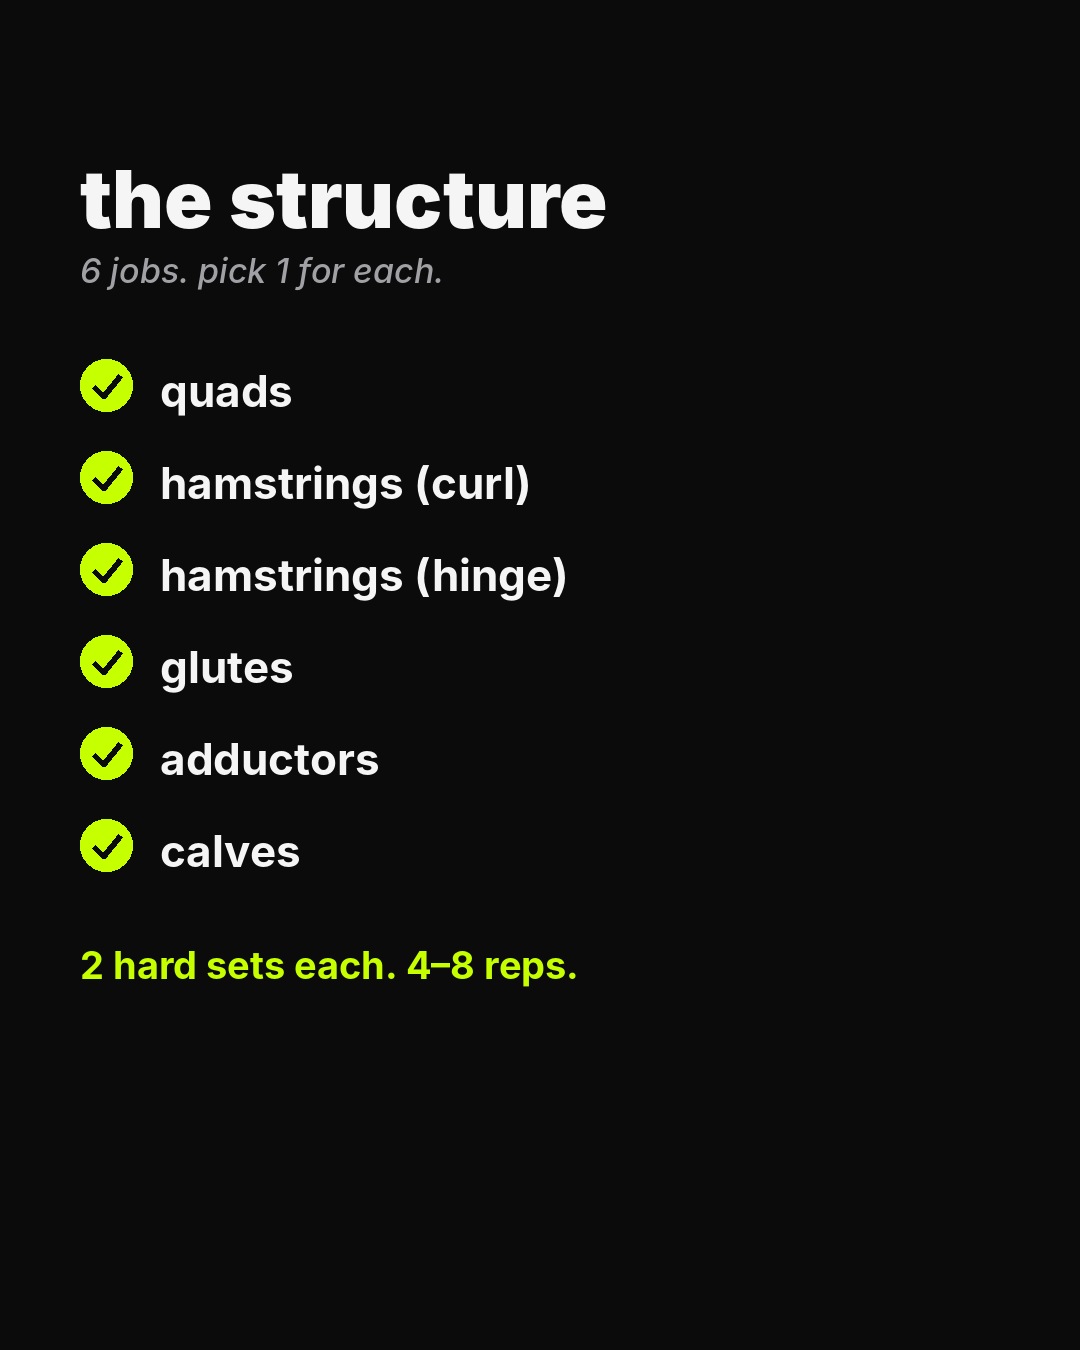 the structure
6 jobs. pick 1 for each.
quads
hamstrings (curl)
hamstrings (hinge)
glutes
adductors
calves
2 hard sets each. 4–8 reps.